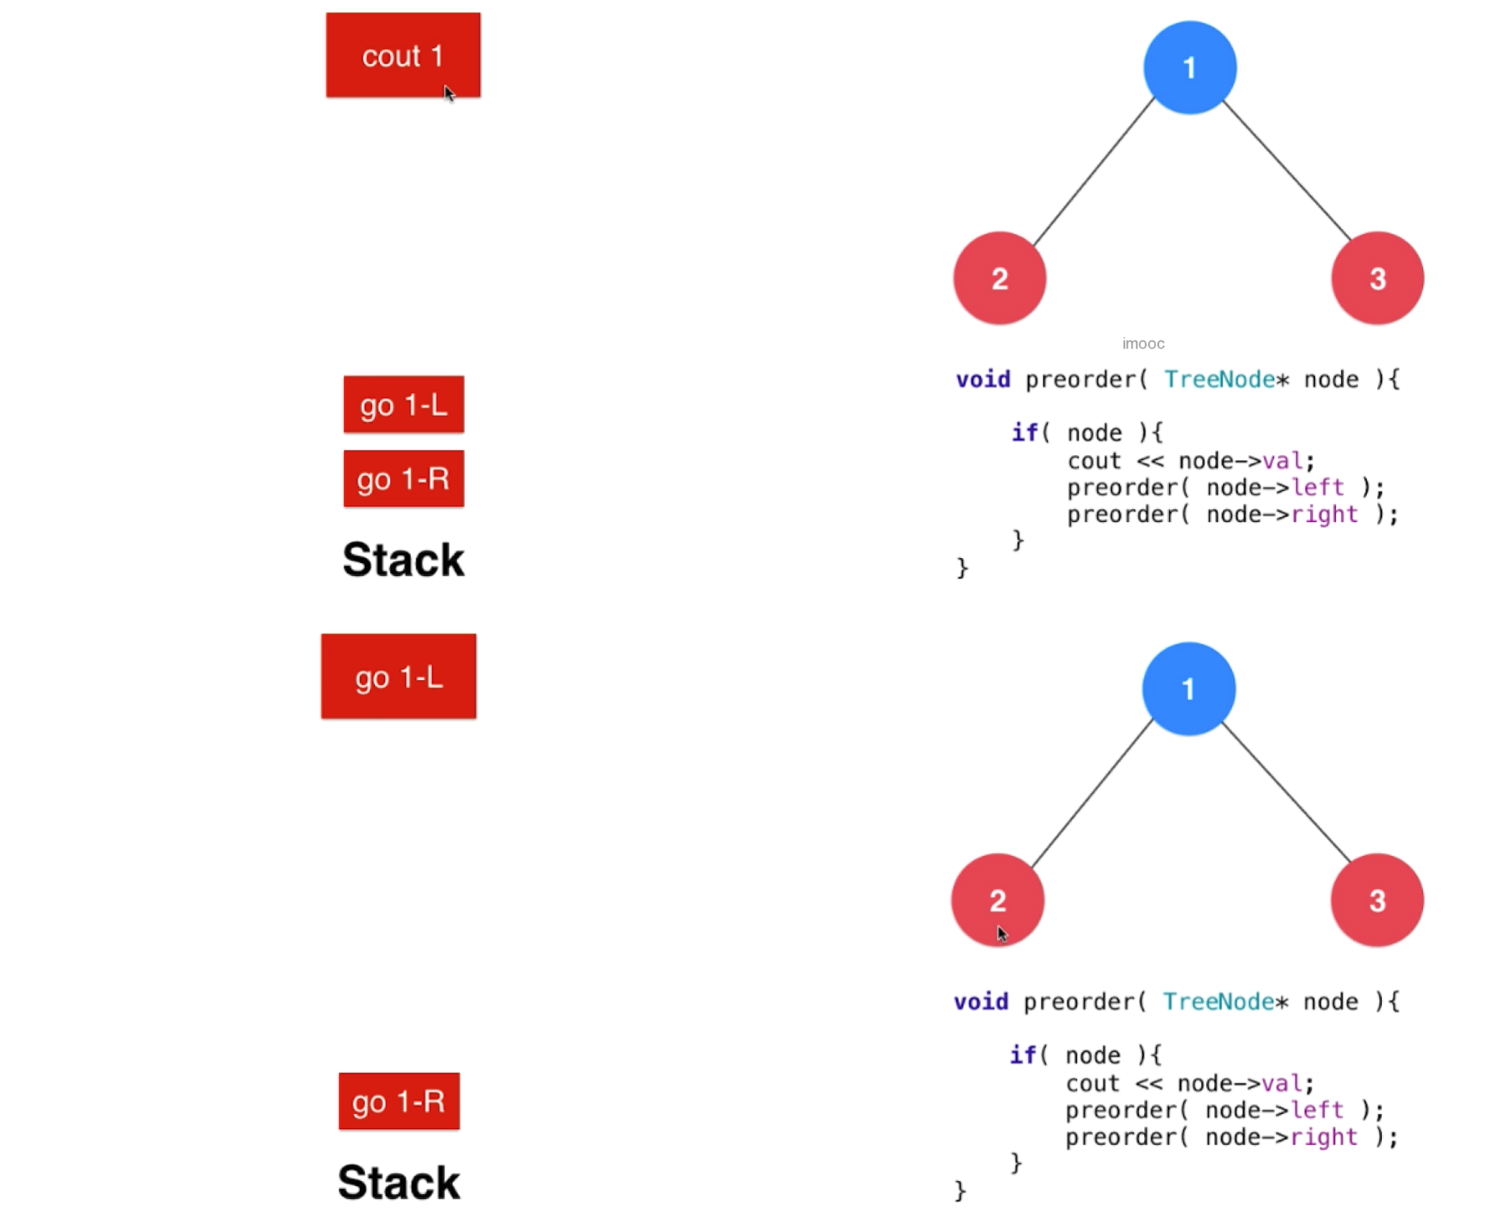 cout 1
1
2
3
imooc
void preorder( TreeNode* node ){
if( node ){
cout << node->val;
preorder( node->left );
preorder( node->right );
}
}
go 1-L
go 1-R
Stack
go 1-L
1
2
3
void preorder( TreeNode* node ){
if( node ){
cout << node->val;
preorder( node->left );
preorder( node->right );
}
}
go 1-R
Stack